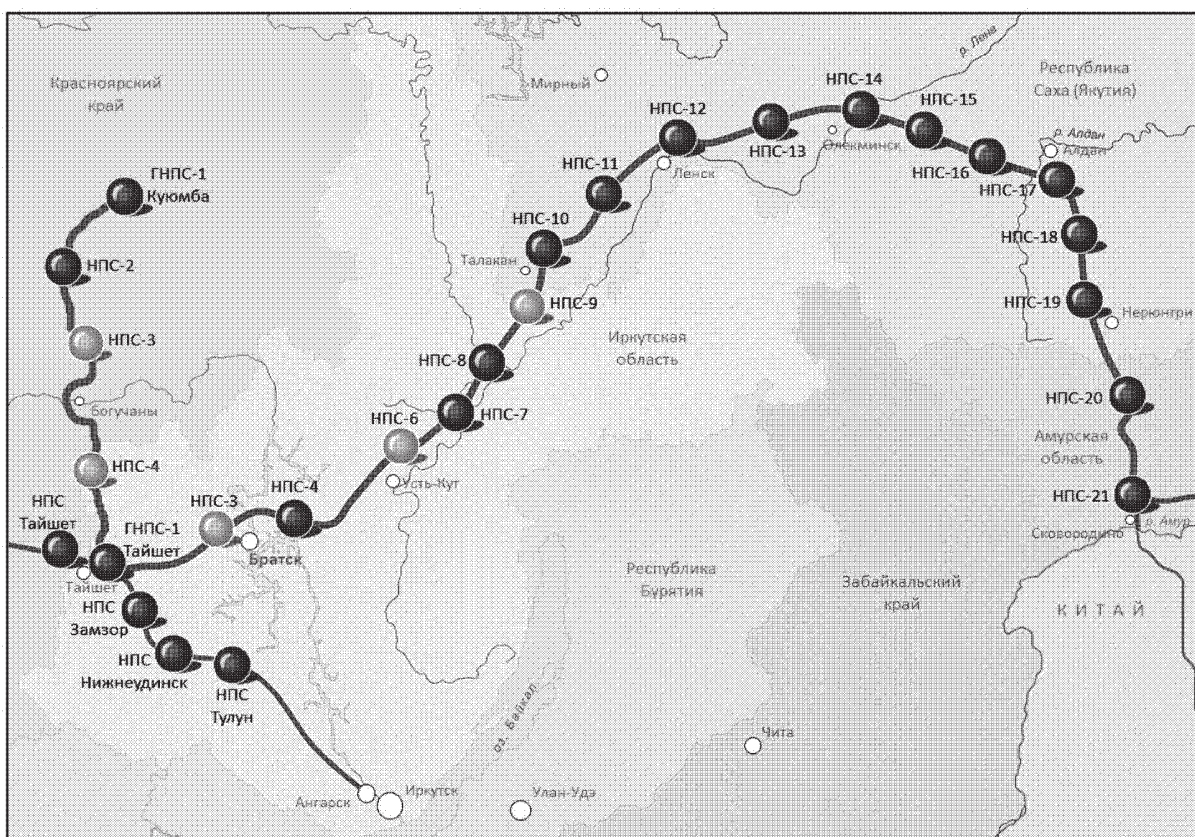 Красноярский
край
ГНПС-1
Куюмба
НПС-2
НПС-3
Богучаны
НПС-4
НПС
Тайшет
ГНПС-1
Тайшет
Тайшет
НПС
Замзор
НПС
Нижнеудинск
НПС
Тулун
Ангарск
Иркутск
Улан-Удэ
Чита
оз. Байкал
НПС-3
Братск
НПС-4
НПС-6
Усть-Кут
НПС-7
НПС-8
НПС-9
Талакан
НПС-10
НПС-11
Мирный
НПС-12
Ленск
НПС-13
НПС-14
Олекминск
р. Лена
НПС-15
НПС-16
Республика
Саха (Якутия)
р. Алдан
Алдан
НПС-17
НПС-18
НПС-19
Нерюнгри
НПС-20
Амурская
область
НПС-21
Сковородино
р. Амур
КИТАЙ
Иркутская
область
Республика
Бурятия
Забайкальский
край